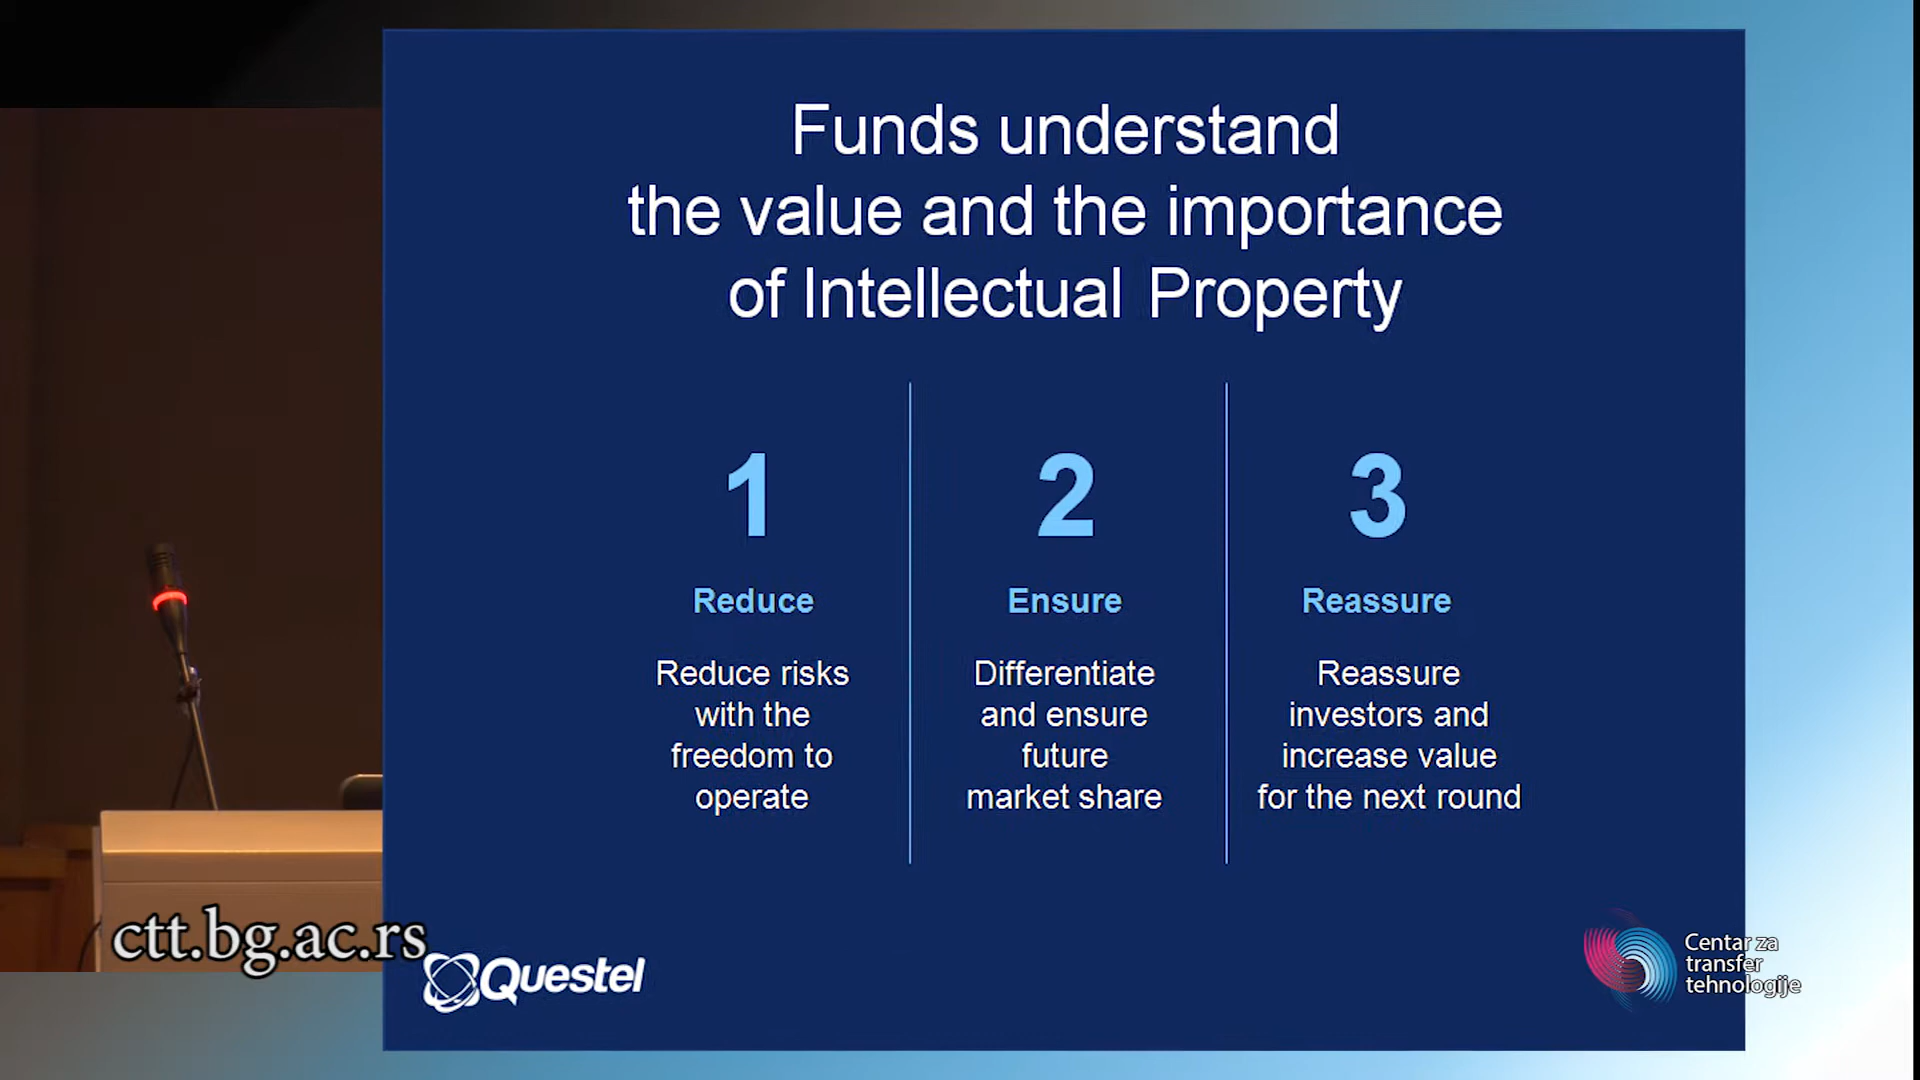 Funds understand
the value and the importance
of Intellectual Property
1
Reduce
Reduce risks
with the
freedom to
operate
2
Ensure
Differentiate
and ensure
future
market share
3
Reassure
Reassure
investors and
increase value
for the next round
ctt.bg.ac.rs
Questel
Centar za
transfer
tehnologije